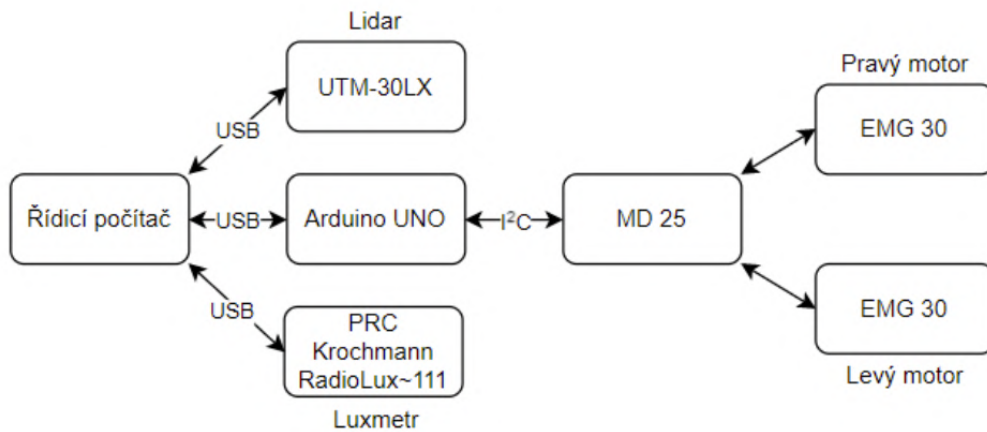 Lidar
UTM-30LX
Pravý motor
EMG 30
USB
Řídicí počítač
USB
Arduino UNO
I²C
MD 25
USB
PRC
Krochmann
RadioLux~111
Luxmetr
EMG 30
Levý motor